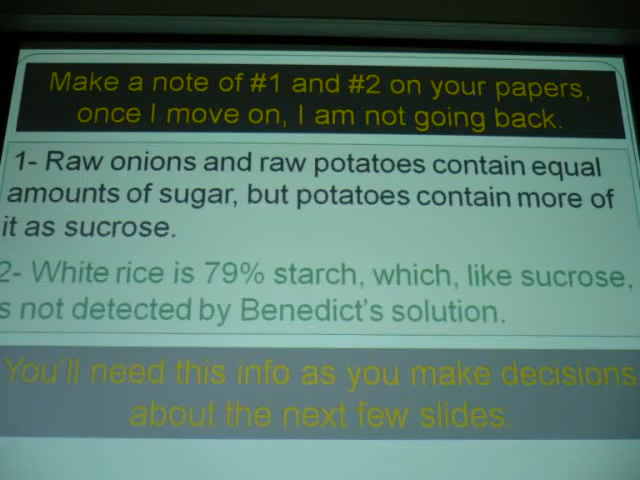 Make a note of #1 and #2 on your papers,
once I move on, I am not going back.
1- Raw onions and raw potatoes contain equal
amounts of sugar, but potatoes contain more of
it as sucrose.
2- White rice is 79% starch, which, like sucrose,
s not detected by Benedict's solution.
You'll need this info as you make decisions
about the next few slides.